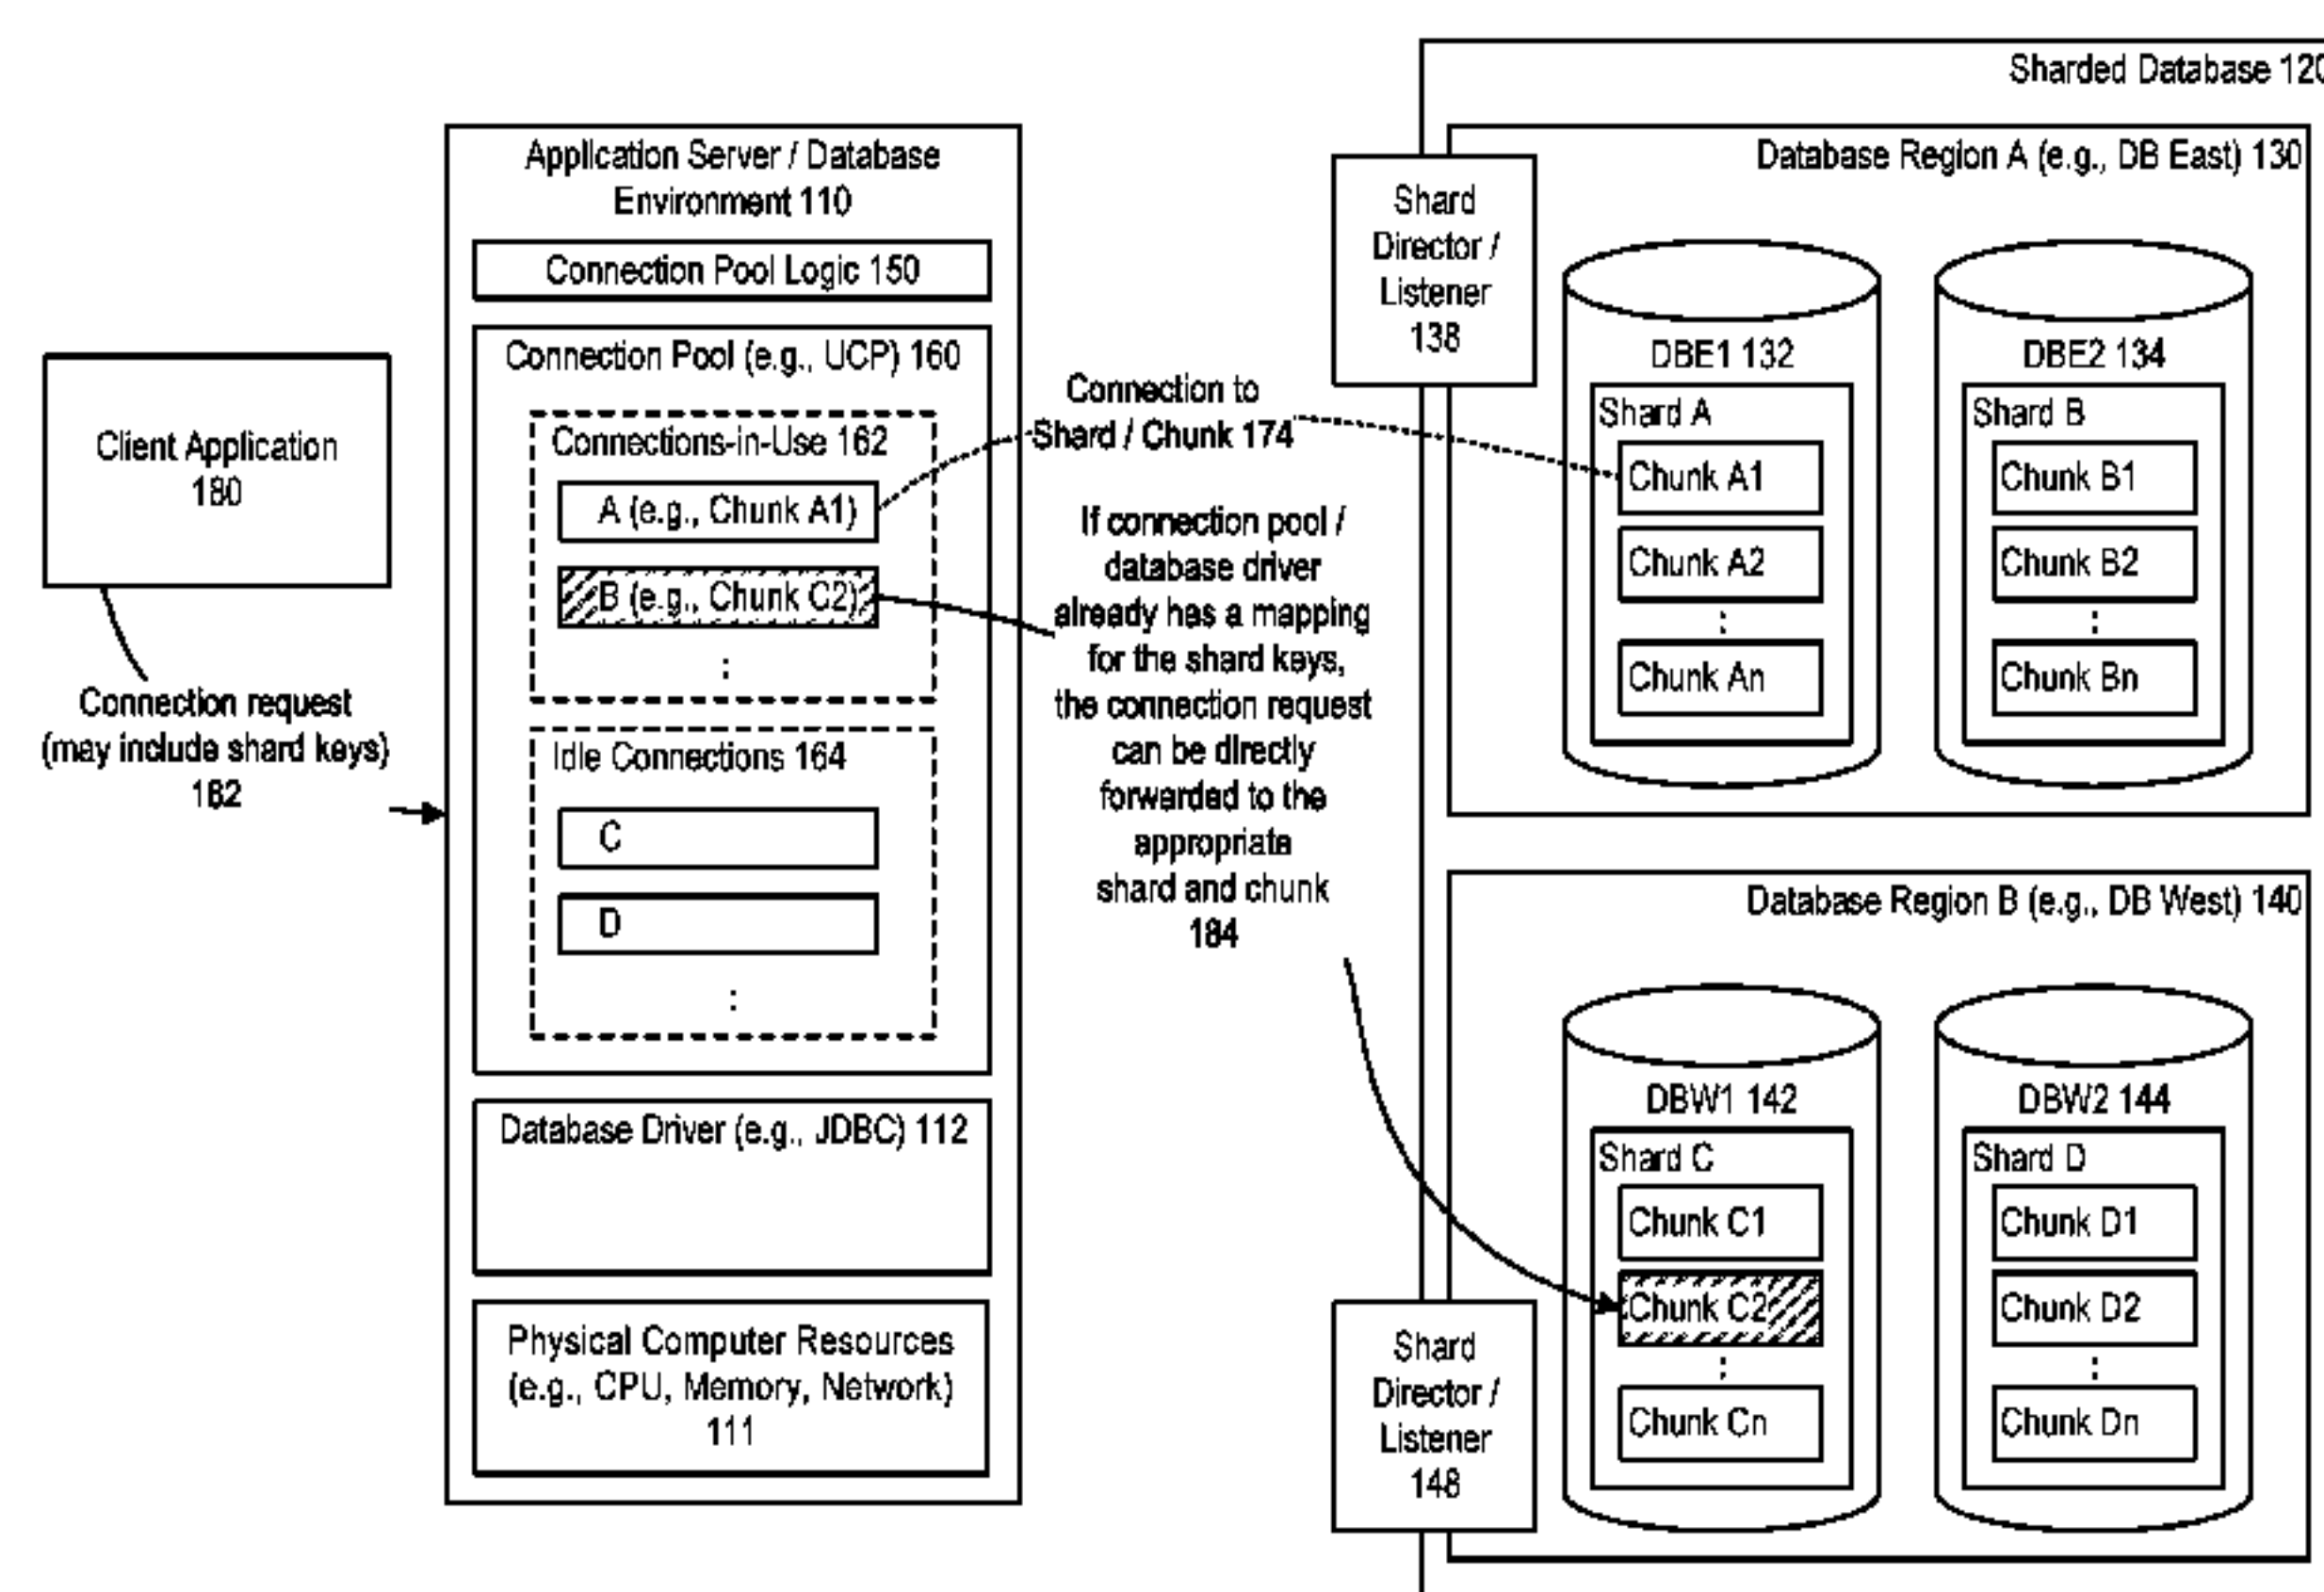 Sharded Database 120
Application Server / Database
Environment 110
Connection Pool Logic 150
Connection Pool (e.g., UCP) 160
Connections-in-Use 162
A (e.g., Chunk A1)
B (e.g., Chunk C2)
:
Idle Connections 164
C
D
:
Database Driver (e.g., JDBC) 112
Physical Computer Resources
(e.g., CPU, Memory, Network)
111
Client Application
180
Connection request
(may include shard keys)
182
Connection to
Shard / Chunk 174
If connection pool /
database driver
already has a mapping
for the shard keys,
the connection request
can be directly
forwarded to the
appropriate
shard and chunk
184
Shard
Director /
Listener
138
Database Region A (e.g., DB East) 130
DBE1 132
Shard A
Chunk A1
Chunk A2
:
Chunk An
DBE2 134
Shard B
Chunk B1
Chunk B2
:
Chunk Bn
Shard
Director /
Listener
148
Database Region B (e.g., DB West) 140
DBW1 142
Shard C
Chunk C1
Chunk C2
:
Chunk Cn
DBW2 144
Shard D
Chunk D1
Chunk D2
:
Chunk Dn